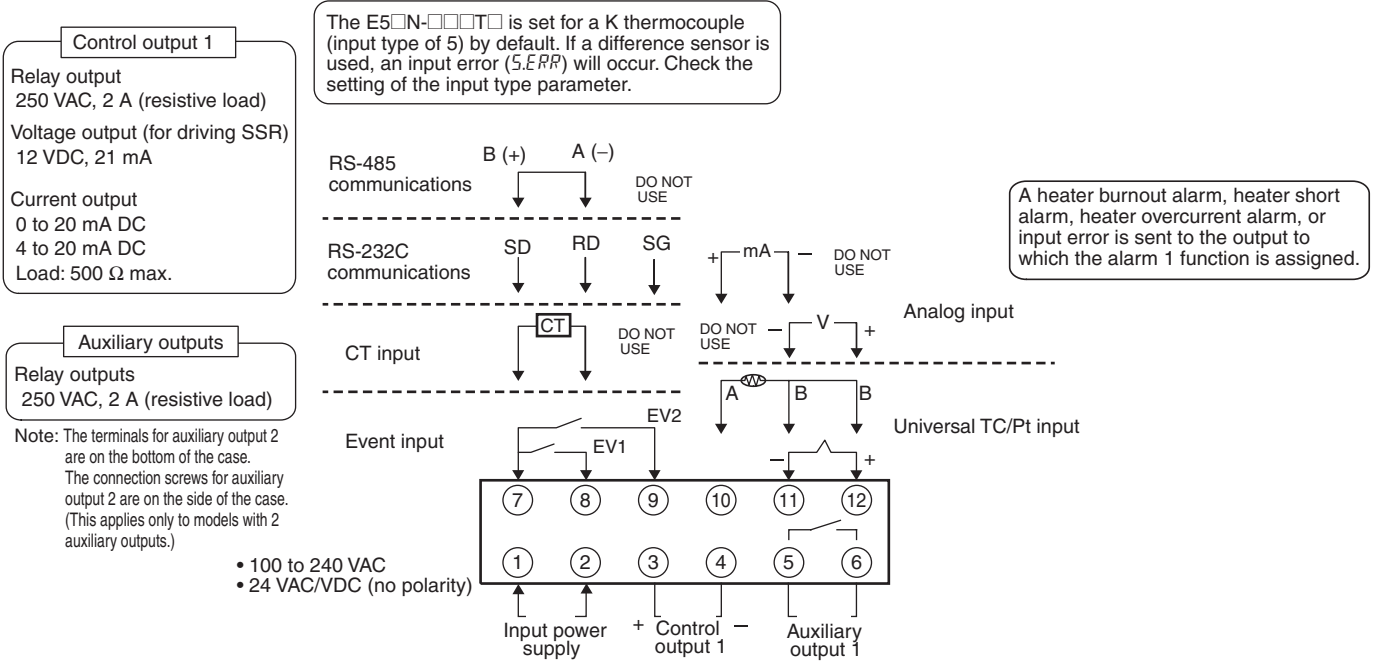 Control output 1
Relay output
250 VAC, 2 A (resistive load)
Voltage output (for driving SSR)
12 VDC, 21 mA
Current output
0 to 20 mA DC
4 to 20 mA DC
Load: 500 Ω max.
Auxiliary outputs
Relay outputs
250 VAC, 2 A (resistive load)
Note: The terminals for auxiliary output 2
are on the bottom of the case.
The connection screws for auxiliary
output 2 are on the side of the case.
(This applies only to models with 2
auxiliary outputs.)
The E5□N-□□□T□ is set for a K thermocouple
(input type of 5) by default. If a difference sensor is
used, an input error (S.ERR) will occur. Check the
setting of the input type parameter.
RS-485
communications
B (+)
A (−)
DO NOT
USE
RS-232C
communications
SD
RD
SG
CT input
CT
DO NOT
USE
Event input
EV2
EV1
+
mA
−
DO NOT
USE
DO NOT
USE
−
V
+
Analog input
A
B
B
Universal TC/Pt input
−
+
A heater burnout alarm, heater short
alarm, heater overcurrent alarm, or
input error is sent to the output to
which the alarm 1 function is assigned.
7 8 9 10 11 12
1 2 3 4 5 6
• 100 to 240 VAC
• 24 VAC/VDC (no polarity)
Input power
supply
+ Control −
output 1
Auxiliary
output 1